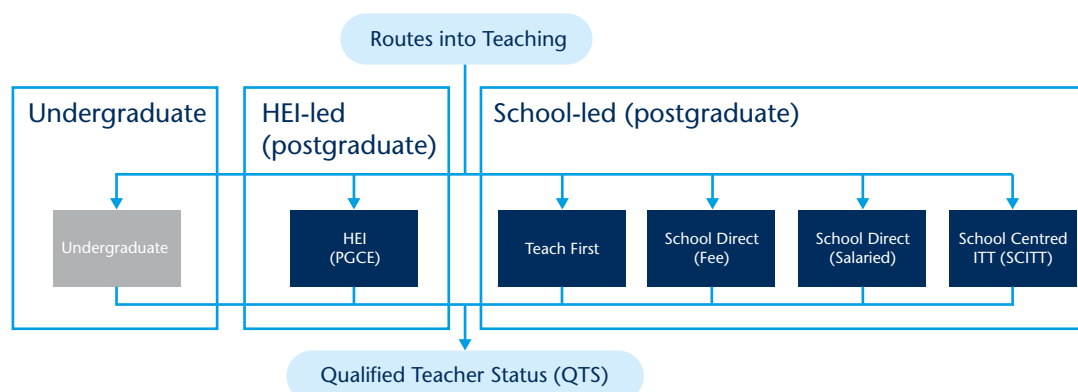 Routes into Teaching
Undergraduate
HEI-led
(postgraduate)
School-led (postgraduate)
Undergraduate
HEI
(PGCE)
Teach First
School Direct
(Fee)
School Direct
(Salaried)
School Centred
ITT (SCITT)
Qualified Teacher Status (QTS)